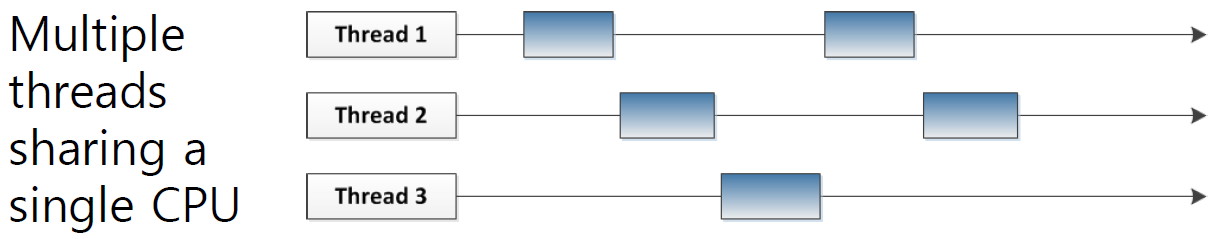 Multiple
threads
sharing a
single CPU
Thread 1
Thread 2
Thread 3